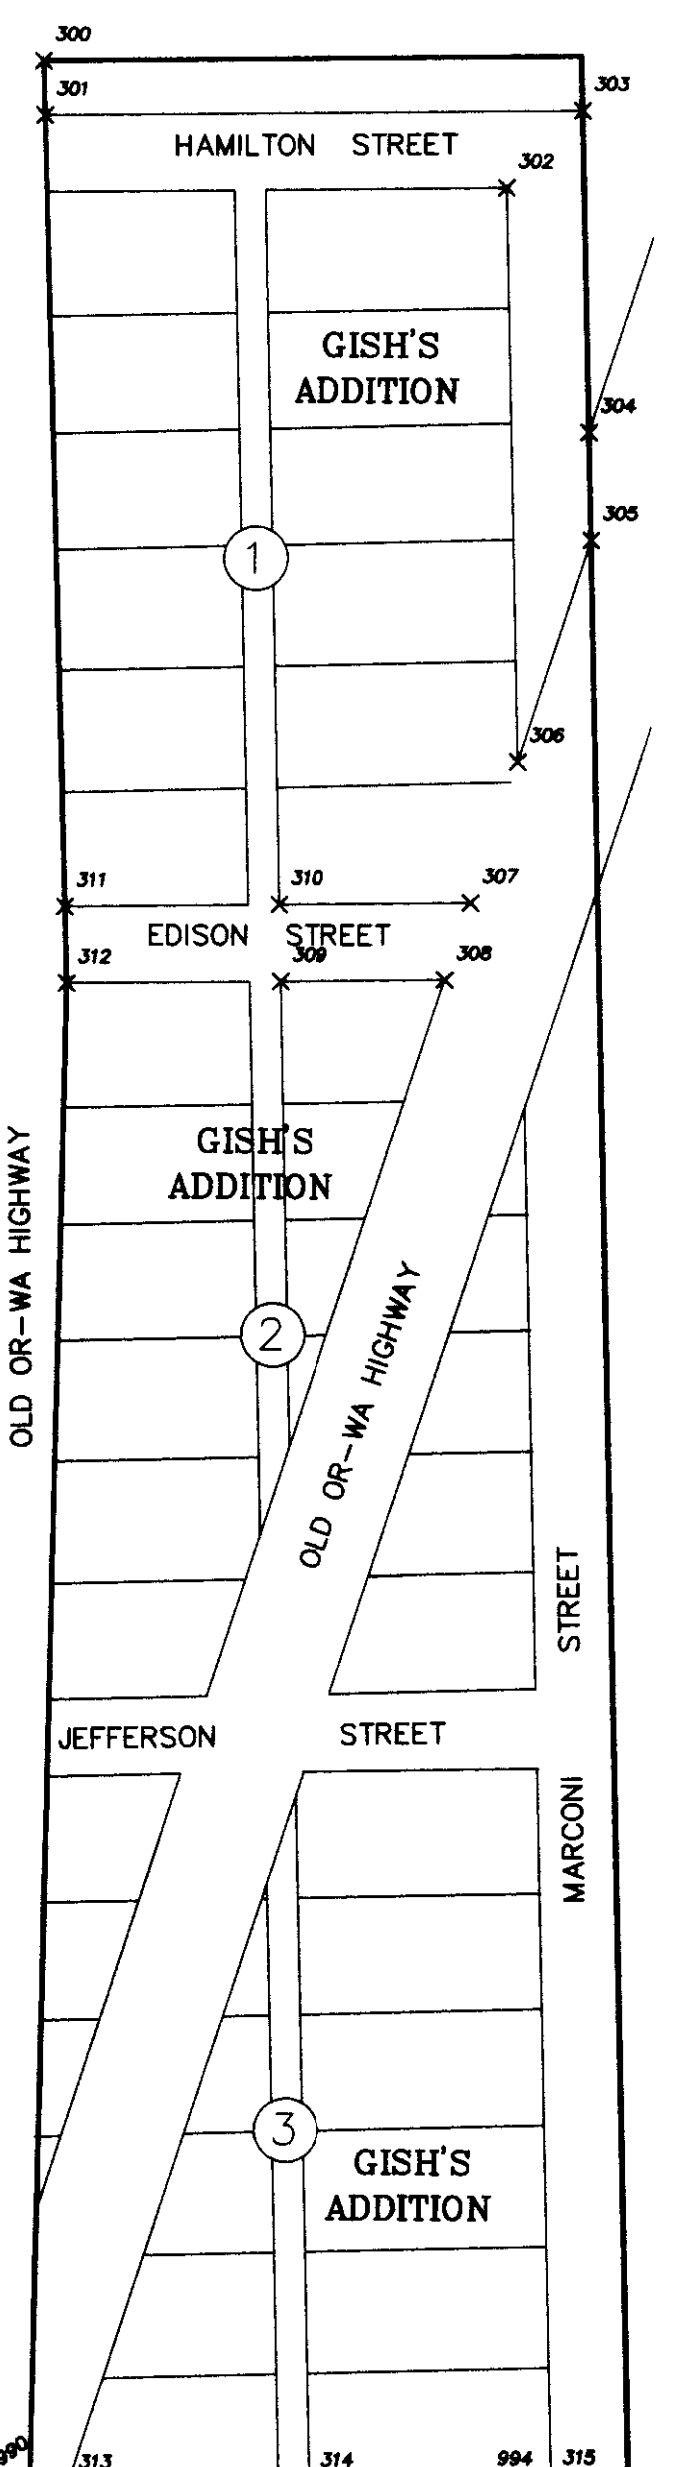 300
301
303
HAMILTON STREET
302
GISH'S
ADDITION
304
305
1
306
311
310
307
EDISON STREET
312
309
308
GISH'S
ADDITION
OLD OR-WA HIGHWAY
OLD OR-WA HIGHWAY
2
STREET
JEFFERSON STREET
MARCONI
3
GISH'S
ADDITION
990
313
314
994
315